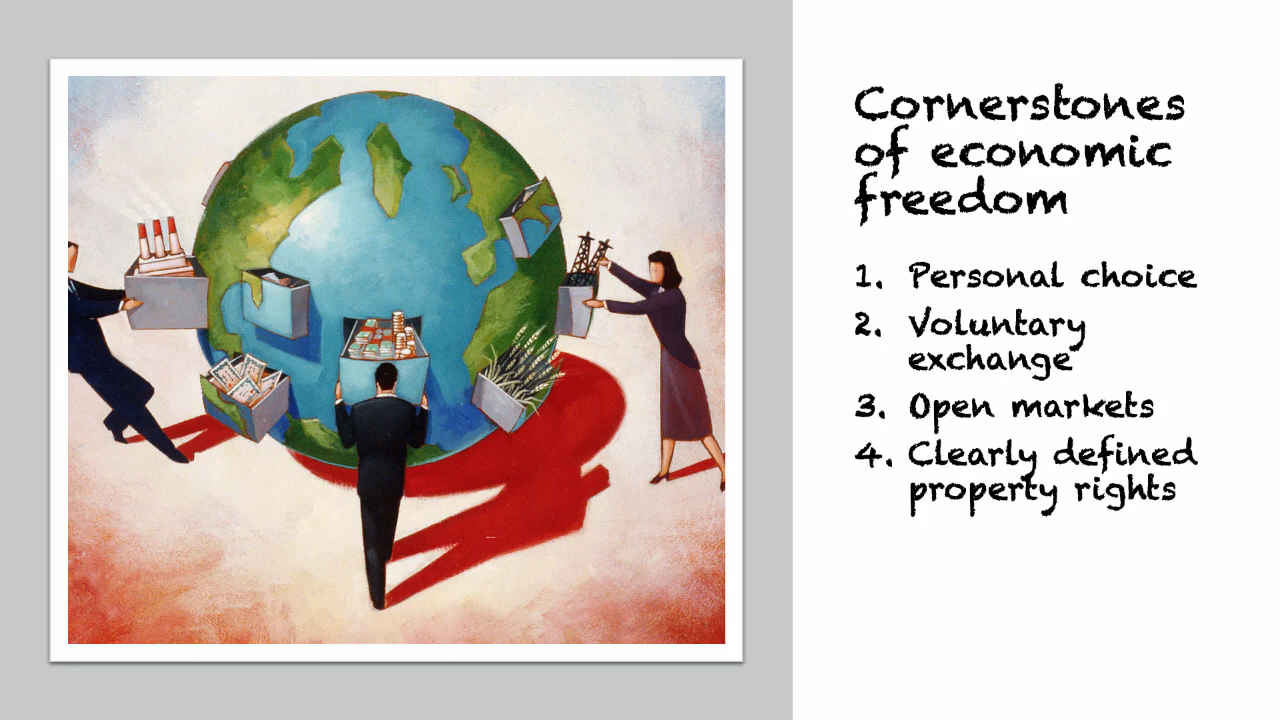 Cornerstones
of economic
freedom
1. Personal choice
2. Voluntary
exchange
3. Open markets
4. Clearly defined
property rights